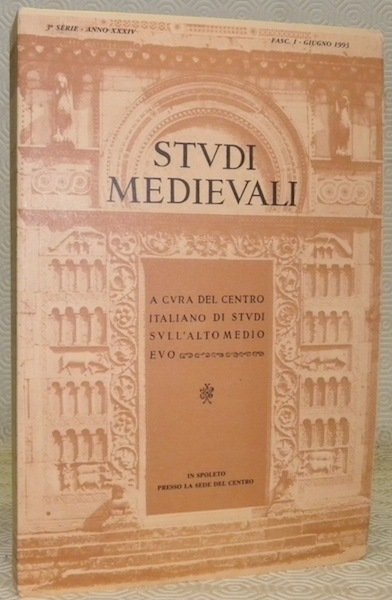 3ª SERIE - ANNO XXXIV
FASC. I - GIUGNO 1993
STVDI
MEDIEVALI
A CVRA DEL CENTRO
ITALIANO DI STVDI
SVLL'ALTO MEDIO
EVO
IN SPOLETO
PRESSO LA SEDE DEL CENTRO